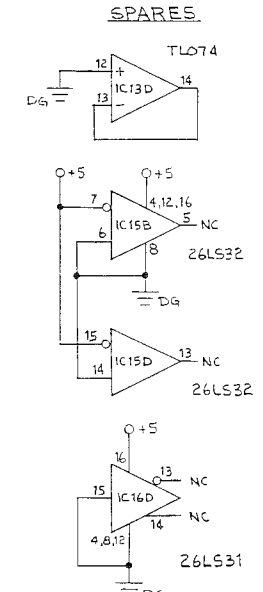 SPARES
TL074
12 + 14
IC13D
DG 13 -
+5 +5
7 4,12,16
IC15B 5 NC
6 8 26LS32
DG
15
IC15D 13 NC
14
26LS32
+5
16 13 NC
15 IC16D
14 NC
4,8,12
26LS31
DG